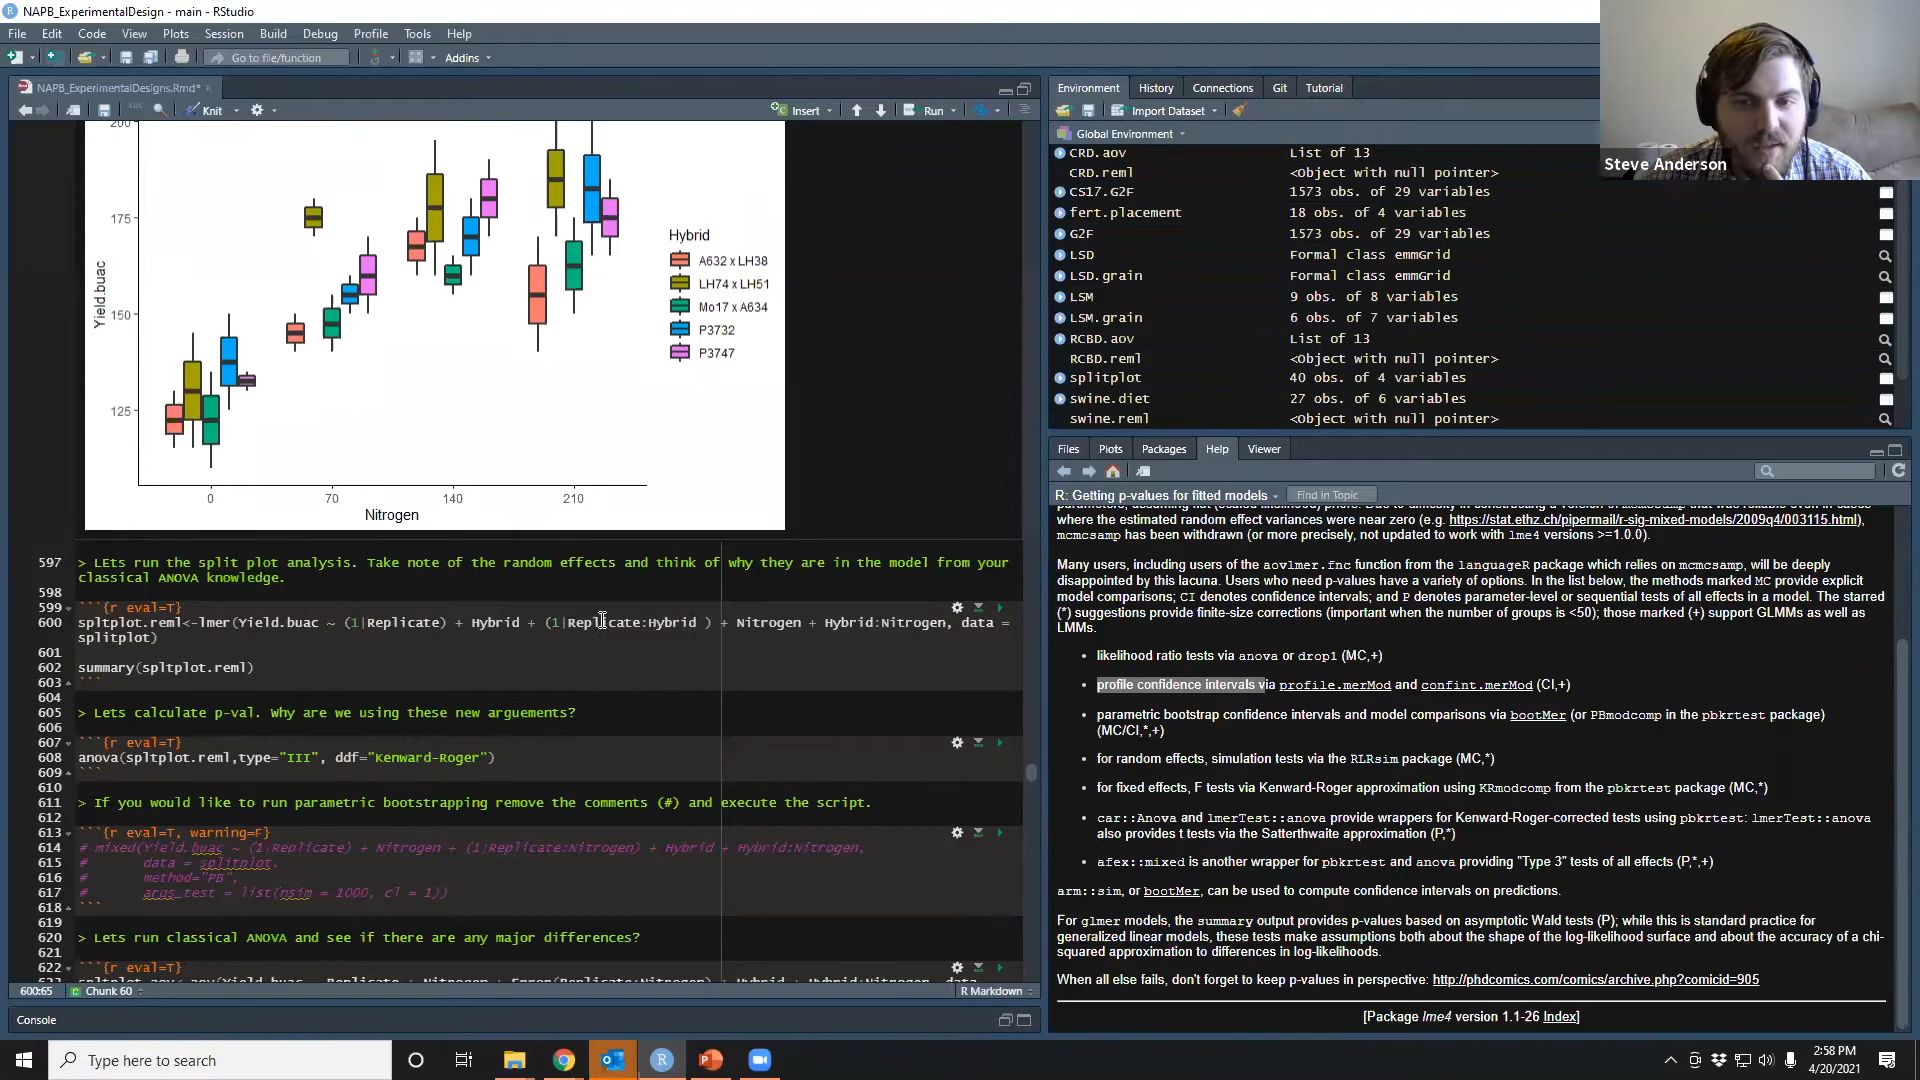 NAPB_ExperimentalDesign - main - RStudio
File Edit Code View Plots Session Build Debug Profile Tools Help
Go to file/function Addins
NAPB_ExperimentalDesigns.Rmd*
ABC Knit Insert Run
200
175
150
125
0 70 140 210
Yield.buac
Nitrogen
Hybrid
A632 x LH38
LH74 x LH51
Mo17 x A634
P3732
P3747
597 > LEts run the split plot analysis. Take note of the random effects and think of why they are in the model from your
classical ANOVA knowledge.
598
599 ```{r eval=T}
600 spltplot.reml<-lmer(Yield.buac ~ (1|Replicate) + Hybrid + (1|Replicate:Hybrid ) + Nitrogen + Hybrid:Nitrogen, data =
splitplot)
601
602 summary(spltplot.reml)
603 ```
604
605 > Lets calculate p-val. Why are we using these new arguements?
606
607 ```{r eval=T}
608 anova(spltplot.reml,type="III", ddf="Kenward-Roger")
609 ```
610
611 > If you would like to run parametric bootstrapping remove the comments (#) and execute the script.
612
613 ```{r eval=T, warning=F}
614 # mixed(Yield.buac ~ (1|Replicate) + Nitrogen + (1|Replicate:Nitrogen) + Hybrid + Hybrid:Nitrogen,
615 # data = splitplot,
616 # method="PB",
617 # args_test = list(nsim = 1000, cl = 1))
618 ```
619
620 > Lets run classical ANOVA and see if there are any major differences?
621
622 ```{r eval=T}
600:65 Chunk 60 R Markdown
Console
Environment History Connections Git Tutorial
Import Dataset
Global Environment
CRD.aov List of 13
CRD.reml <Object with null pointer>
CS17.G2F 1573 obs. of 29 variables
fert.placement 18 obs. of 4 variables
G2F 1573 obs. of 29 variables
LSD Formal class emmGrid
LSD.grain Formal class emmGrid
LSM 9 obs. of 8 variables
LSM.grain 6 obs. of 7 variables
RCBD.aov List of 13
RCBD.reml <Object with null pointer>
splitplot 40 obs. of 4 variables
swine.diet 27 obs. of 6 variables
swine.reml <Object with null pointer>
Steve Anderson
Files Plots Packages Help Viewer
R: Getting p-values for fitted models Find in Topic
where the estimated random effect variances were near zero (e.g. https://stat.ethz.ch/pipermail/r-sig-mixed-models/2009q4/003115.html),
mcmcsamp has been withdrawn (or more precisely, not updated to work with lme4 versions >=1.0.0).
Many users, including users of the aovlmer.fnc function from the languageR package which relies on mcmcsamp, will be deeply
disappointed by this lacuna. Users who need p-values have a variety of options. In the list below, the methods marked MC provide explicit
model comparisons; CI denotes confidence intervals; and P denotes parameter-level or sequential tests of all effects in a model. The starred
(*) suggestions provide finite-size corrections (important when the number of groups is <50); those marked (+) support GLMMs as well as
LMMs.
• likelihood ratio tests via anova or drop1 (MC,+)
• profile confidence intervals via profile.merMod and confint.merMod (CI,+)
• parametric bootstrap confidence intervals and model comparisons via bootMer (or PBmodcomp in the pbkrtest package)
(MC/CI,*,+)
• for random effects, simulation tests via the RLRsim package (MC,*)
• for fixed effects, F tests via Kenward-Roger approximation using KRmodcomp from the pbkrtest package (MC,*)
• car::Anova and lmerTest::anova provide wrappers for Kenward-Roger-corrected tests using pbkrtest: lmerTest::anova
also provides t tests via the Satterthwaite approximation (P,*)
• afex::mixed is another wrapper for pbkrtest and anova providing "Type 3" tests of all effects (P,*,+)
arm::sim, or bootMer, can be used to compute confidence intervals on predictions.
For glmer models, the summary output provides p-values based on asymptotic Wald tests (P); while this is standard practice for
generalized linear models, these tests make assumptions both about the shape of the log-likelihood surface and about the accuracy of a chi-
squared approximation to differences in log-likelihoods.
When all else fails, don't forget to keep p-values in perspective: http://phdcomics.com/comics/archive.php?comicid=905
[Package lme4 version 1.1-26 Index]
Type here to search
2:58 PM
4/20/2021